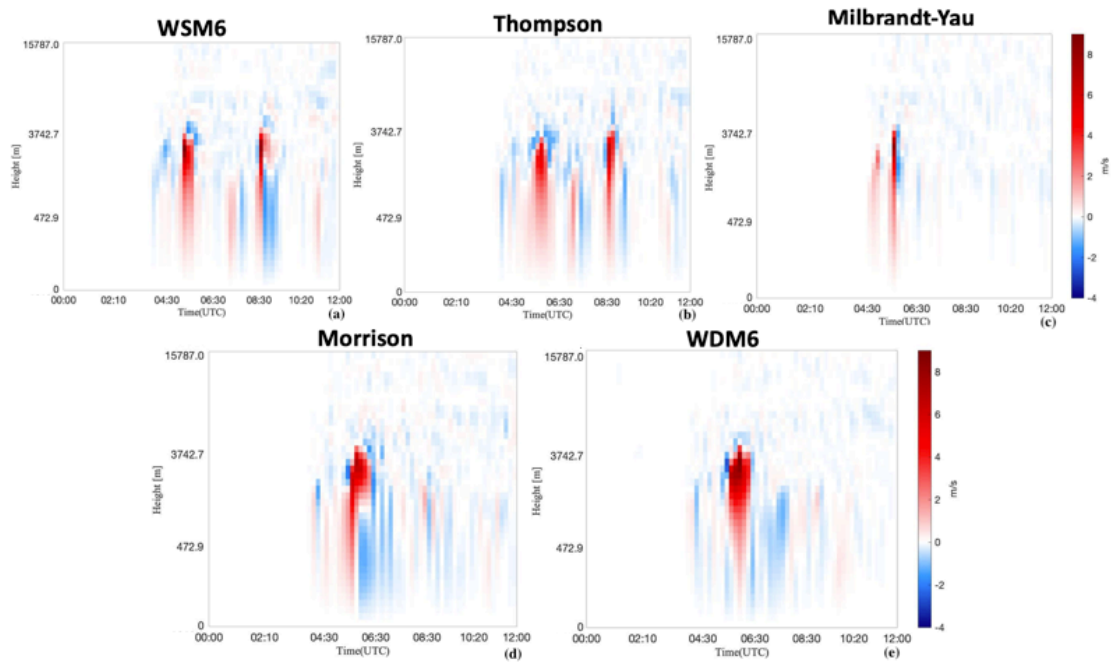 WSM6
15787.0
3742.7
472.9
0
Height [m]
00:00 02:10 04:30 06:30 08:30 10:20 12:00
Time(UTC)
(a)
Thompson
15787.0
3742.7
472.9
0
Height [m]
00:00 02:10 04:30 06:30 08:30 10:20 12:00
Time(UTC)
(b)
Milbrandt-Yau
15787.0
3742.7
472.9
0
Height [m]
00:00 02:10 04:30 06:30 08:30 10:20 12:00
Time(UTC)
(c)
8
6
4
2
0
-2
-4
m/s
Morrison
15787.0
3742.7
472.9
0
Height [m]
00:00 02:10 04:30 06:30 08:30 10:20 12:00
Time(UTC)
(d)
WDM6
15787.0
3742.7
472.9
0
Height [m]
00:00 02:10 04:30 06:30 08:30 10:20 12:00
Time(UTC)
(e)
8
6
4
2
0
-2
-4
m/s